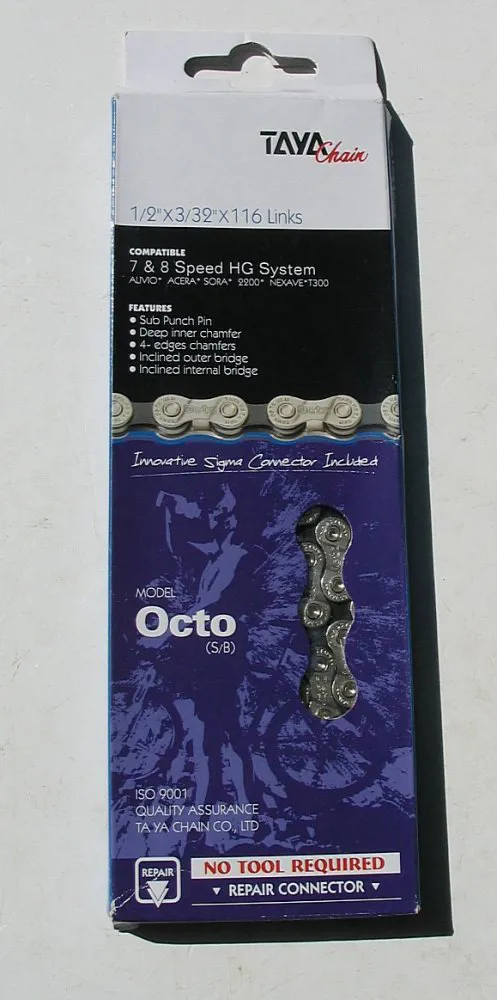 TAYA Chain
1/2"X3/32"X116 Links
COMPATIBLE
7 & 8 Speed HG System
ALIVIO* ACERA* SORA* 2200* NEXAVE*T300
FEATURES
● Sub Punch Pin
● Deep inner chamfer
● 4- edges chamfers
● Inclined outer bridge
● Inclined internal bridge
Innovative Sigma Connector Included
MODEL
Octo
(S/B)
ISO 9001
QUALITY ASSURANCE
TA YA CHAIN CO., LTD
REPAIR
NO TOOL REQUIRED
▼ REPAIR CONNECTOR ▼